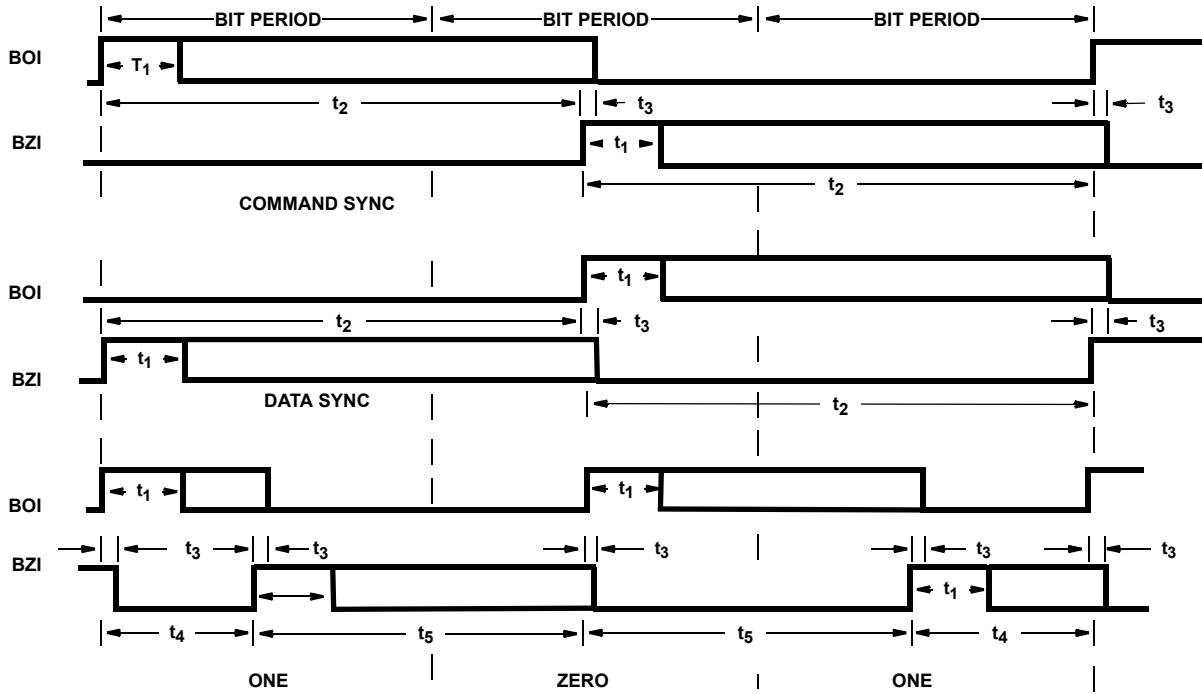 BIT PERIOD BIT PERIOD BIT PERIOD
BOI
T1
t2 t3 t3
BZI
t1
t2
COMMAND SYNC
BOI
t1
t2 t3 t3
BZI
t1
DATA SYNC
t2
BOI
t1 t1
BZI
t3 t3 t3 t3 t3
t1
t4 t5 t5 t4
ONE ZERO ONE